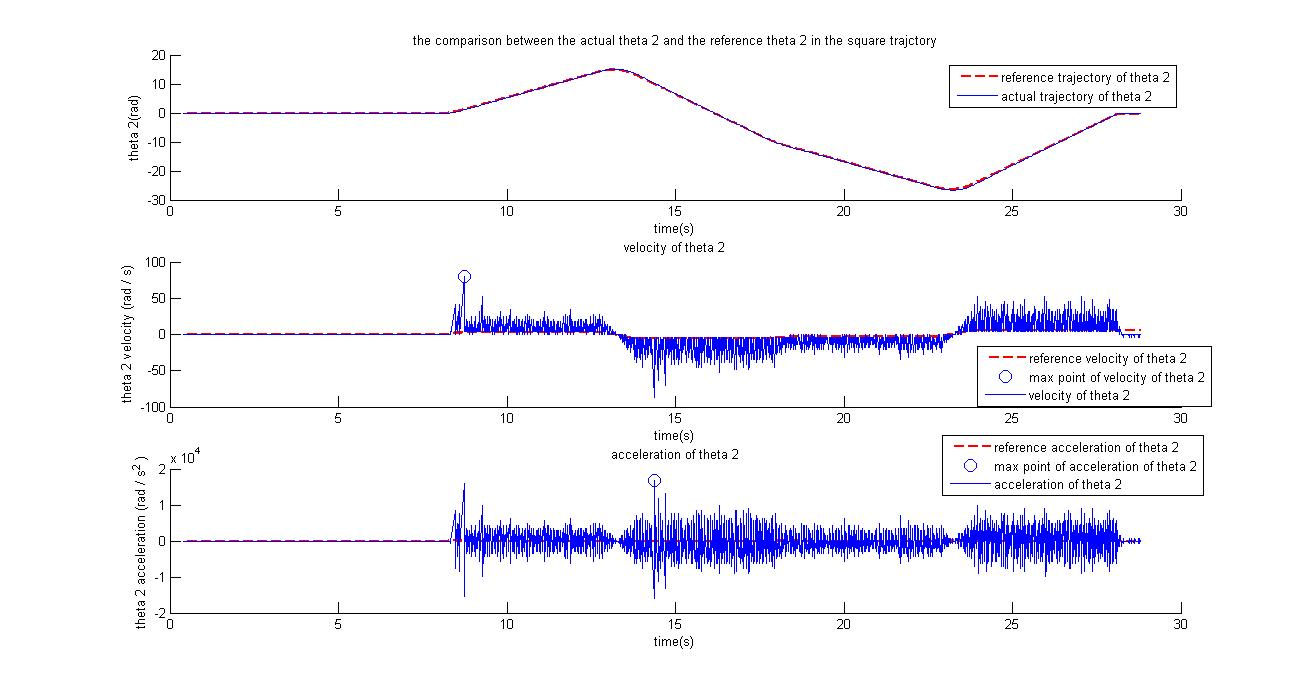 the comparison between the actual theta 2 and the reference theta 2 in the square trajctory
20
10
0
-10
-20
-30
theta 2(rad)
reference trajectory of theta 2
actual trajectory of theta 2
0 5 10 15 20 25 30
time(s)
velocity of theta 2
100
50
0
-50
-100
theta 2 velocity (rad / s)
reference velocity of theta 2
max point of velocity of theta 2
velocity of theta 2
0 5 10 15 20 25 30
time(s)
acceleration of theta 2
x 10^4
2
1
0
-1
-2
theta 2 acceleration (rad / s^2 )
reference acceleration of theta 2
max point of acceleration of theta 2
acceleration of theta 2
0 5 10 15 20 25 30
time(s)